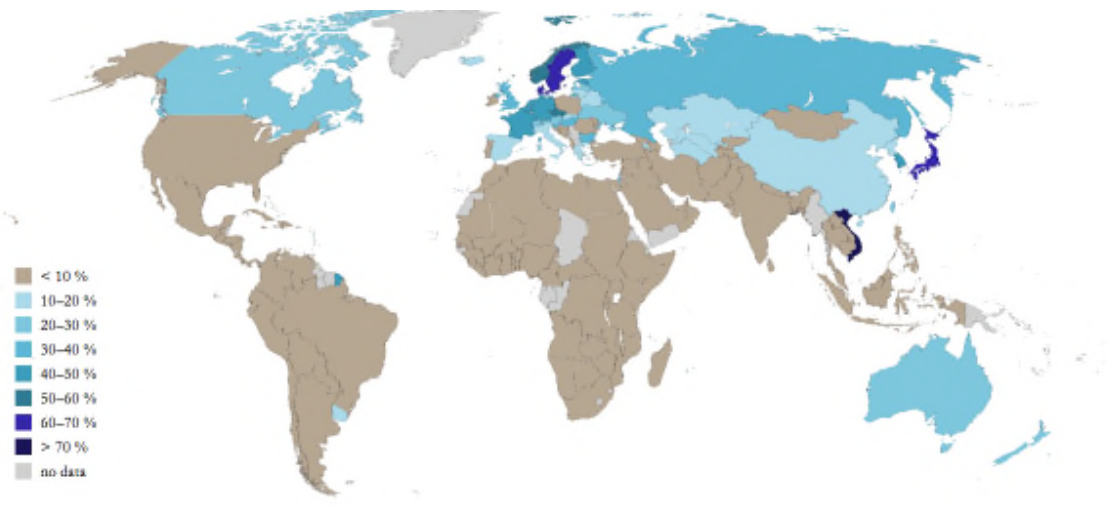 < 10 %
10–20 %
20–30 %
30–40 %
40–50 %
50–60 %
60–70 %
> 70 %
no data